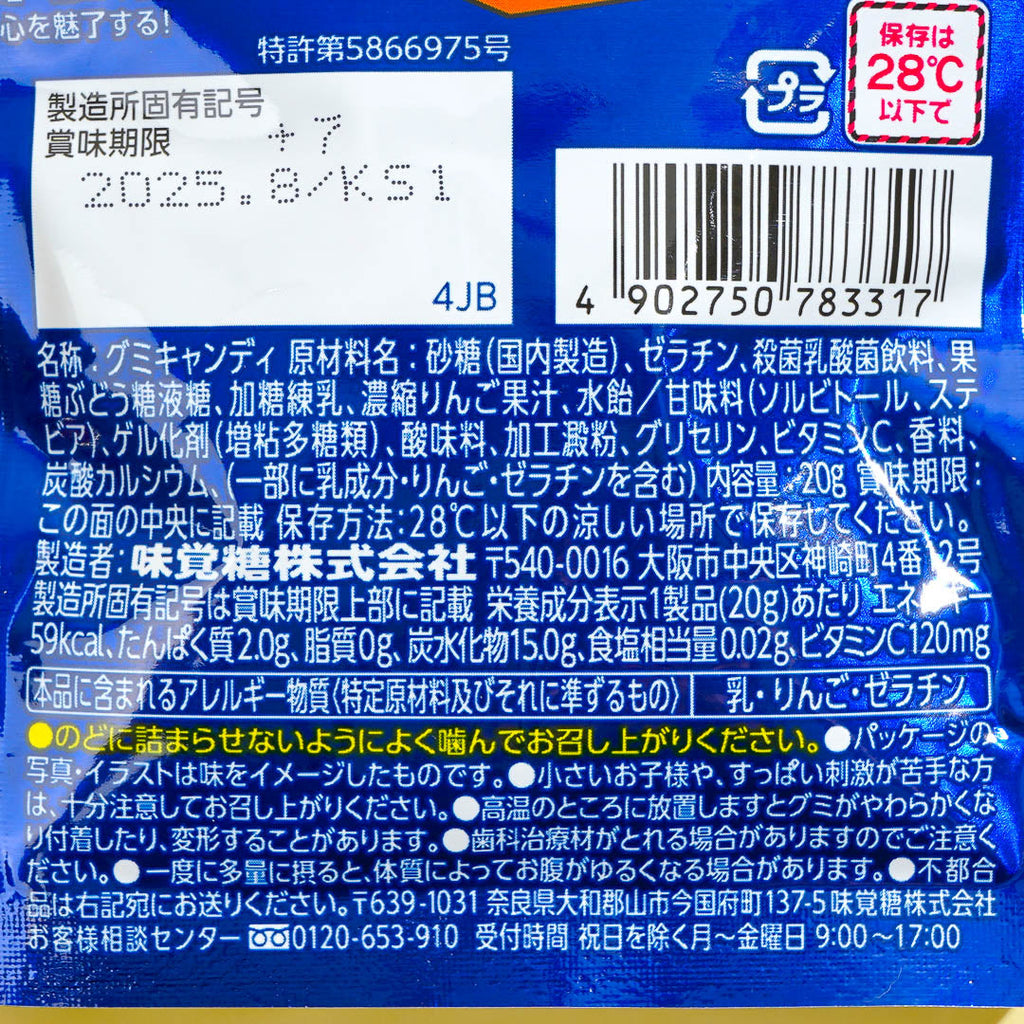 心を魅了する!
特許第5866975号
保存は
28℃
以下で
プラ
製造所固有記号
賞味期限
+7
2025.8/KS1
4JB
4 902750 783317
名称:グミキャンディ 原材料名:砂糖(国内製造)、ゼラチン、殺菌乳酸菌飲料、果
糖ぶどう糖液糖、加糖練乳、濃縮りんご果汁、水飴/甘味料(ソルビトール、ステ
ビア)、ゲル化剤(増粘多糖類)、酸味料、加工澱粉、グリセリン、ビタミンC、香料、
炭酸カルシウム、(一部に乳成分・りんご・ゼラチンを含む) 内容量:20g 賞味期限:
この面の中央に記載 保存方法:28℃以下の涼しい場所で保存してください。
製造者:味覚糖株式会社 〒540-0016 大阪市中央区神崎町4番 2号
製造所固有記号は賞味期限上部に記載 栄養成分表示1製品(20g)あたり エネルギー
59kcal、たんぱく質2.0g、脂質0g、炭水化物15.0g、食塩相当量0.02g、ビタミンC120mg
本品に含まれるアレルギー物質〈特定原材料及びそれに準ずるもの〉 乳・りんご・ゼラチン
●のどに詰まらせないようによく噛んでお召し上がりください。●パッケージの
写真・イラストは味をイメージしたものです。●小さいお子様や、すっぱい刺激が苦手な方
は、十分注意してお召し上がりください。●高温のところに放置しますとグミがやわらかくな
り付着したり、変形することがあります。●歯科治療材がとれる場合がありますのでご注意く
ださい。●一度に多量に摂ると、体質によってお腹がゆるくなる場合があります。●不都合
品は右記宛にお送りください。〒639-1031 奈良県大和郡山市今国府町137-5 味覚糖株式会社
お客様相談センター 0120-653-910 受付時間 祝日を除く月〜金曜日 9:00〜17:00